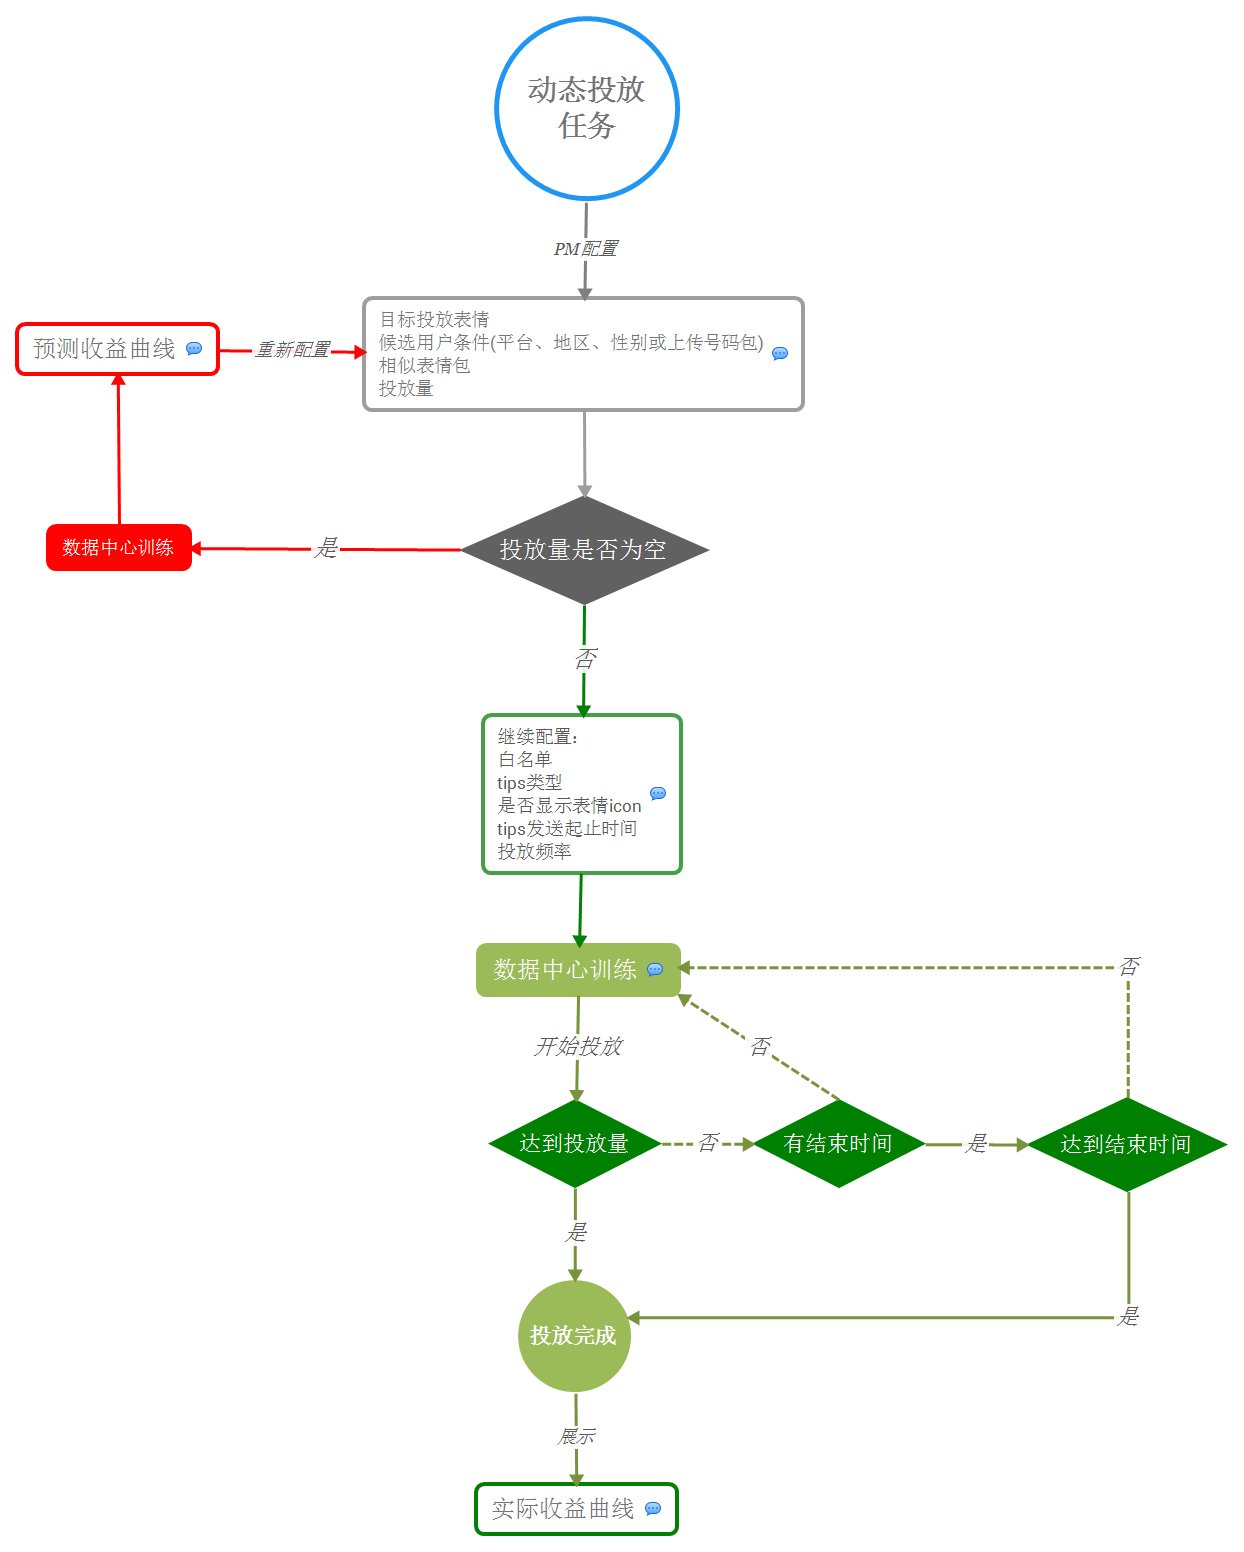 动态投放
任务
PM配置
目标投放表情
候选用户条件(平台、地区、性别或上传号码包)
相似表情包
投放量
预测收益曲线
重新配置
投放量是否为空
是
数据中心训练
否
继续配置：
白名单
tips类型
是否显示表情icon
tips发送起止时间
投放频率
数据中心训练
否
开始投放
否
达到投放量
否
有结束时间
是
达到结束时间
是
是
投放完成
展示
实际收益曲线